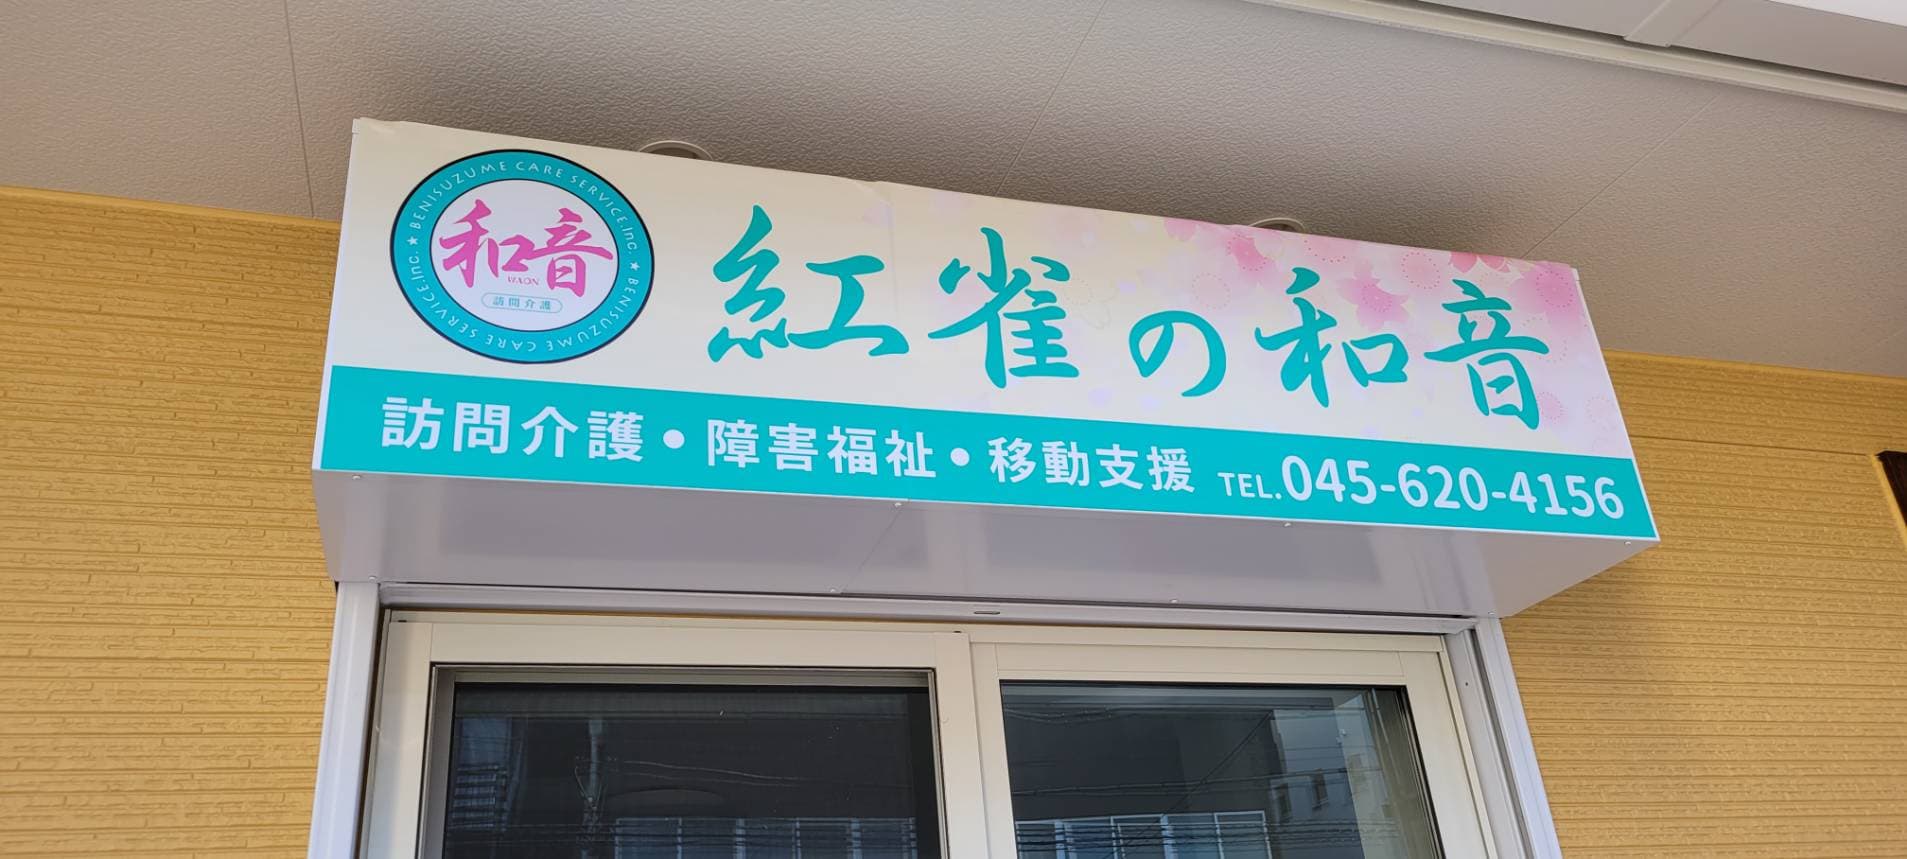 BENISUZUME CARE SERVICE.Inc. ★ BENISUZUME CARE SERVICE.Inc. ★
和音
WAON
訪問介護
紅雀の和音
訪問介護・障害福祉・移動支援 TEL.045-620-4156